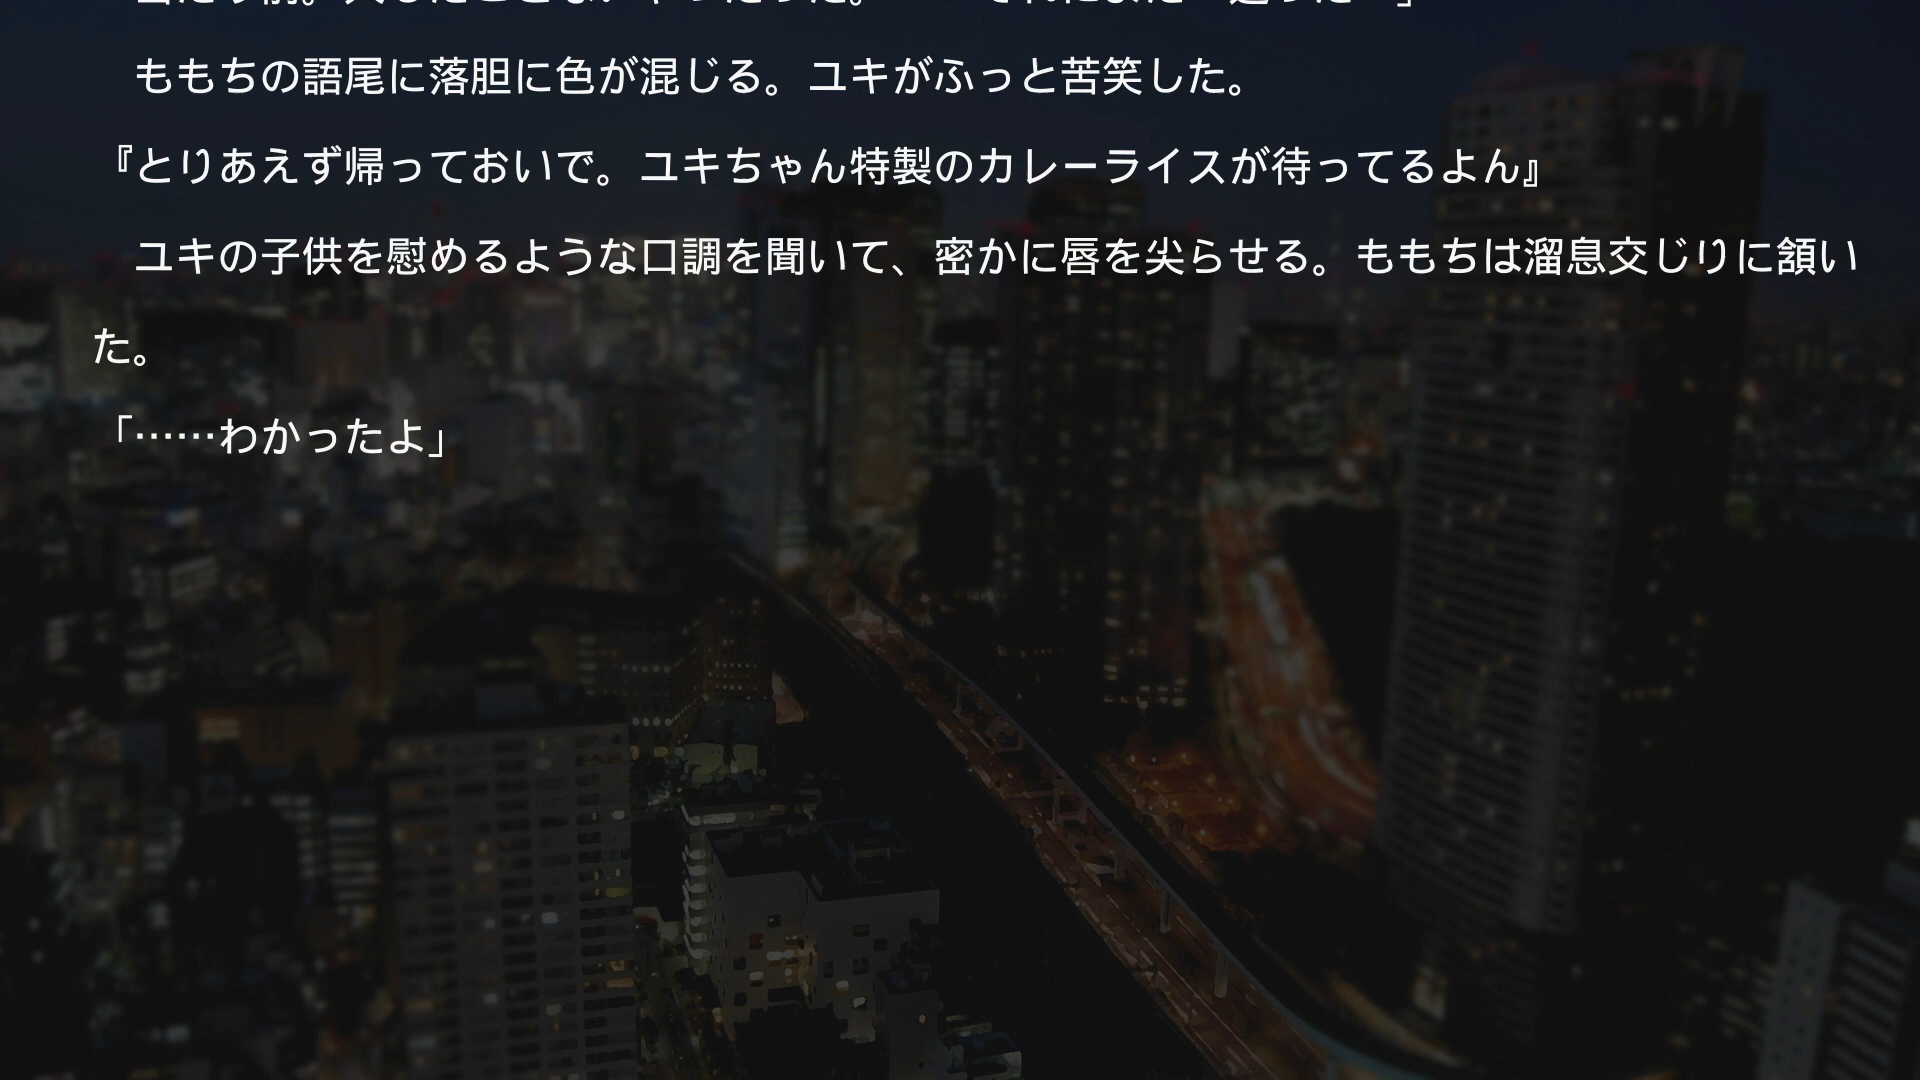 ももちの語尾に落胆に色が混じる。ユキがふっと苦笑した。
『とりあえず帰っておいで。ユキちゃん特製のカレーライスが待ってるよん』
ユキの子供を慰めるような口調を聞いて、密かに唇を尖らせる。ももちは溜息交じりに頷い
た。
「……わかったよ」